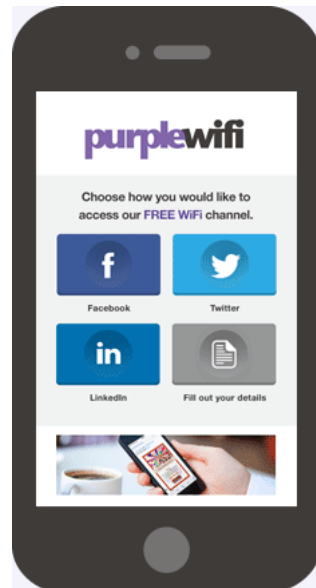 purplewifi
Choose how you would like to
access our FREE WiFi channel.
Facebook
Twitter
LinkedIn
Fill out your details